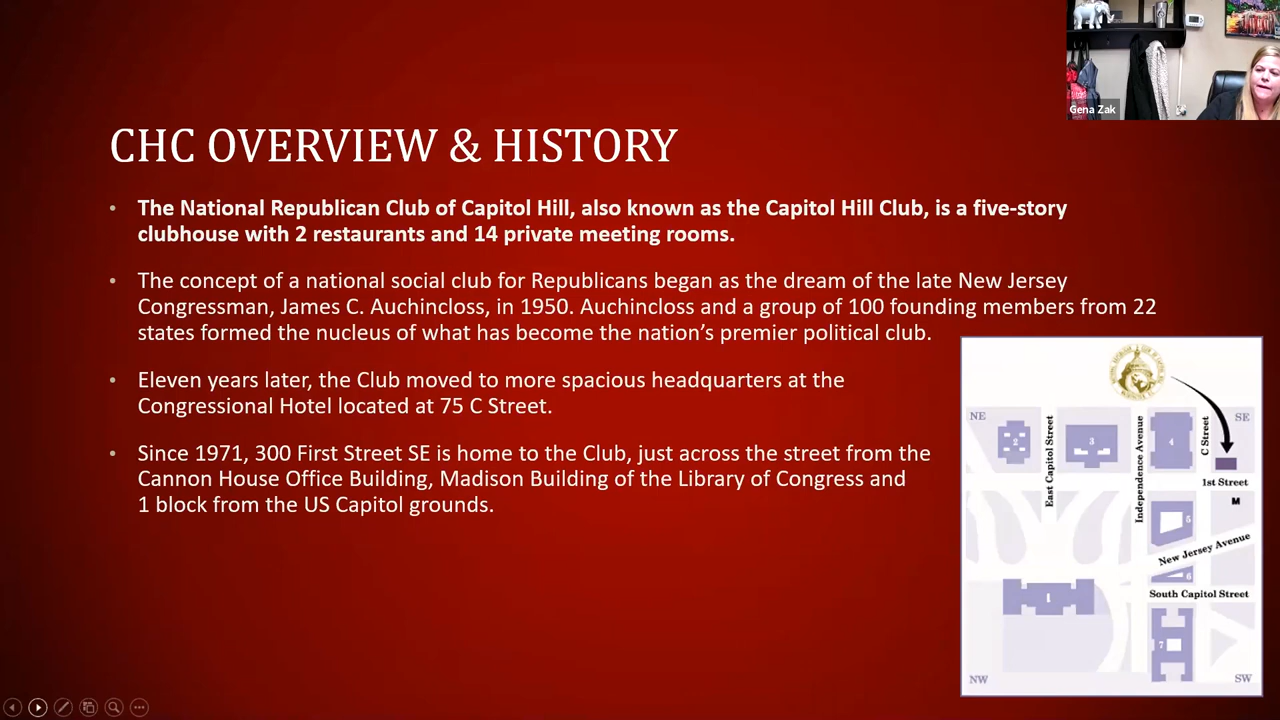 Gena Zak
CHC OVERVIEW & HISTORY
• The National Republican Club of Capitol Hill, also known as the Capitol Hill Club, is a five-story
clubhouse with 2 restaurants and 14 private meeting rooms.
• The concept of a national social club for Republicans began as the dream of the late New Jersey
Congressman, James C. Auchincloss, in 1950. Auchincloss and a group of 100 founding members from 22
states formed the nucleus of what has become the nation’s premier political club.
• Eleven years later, the Club moved to more spacious headquarters at the
Congressional Hotel located at 75 C Street.
• Since 1971, 300 First Street SE is home to the Club, just across the street from the
Cannon House Office Building, Madison Building of the Library of Congress and
1 block from the US Capitol grounds.
NE
SE
East Capitol Street
Independence Avenue
C Street
2
3
4
1st Street
M
5
New Jersey Avenue
6
South Capitol Street
1
7
NW
SW